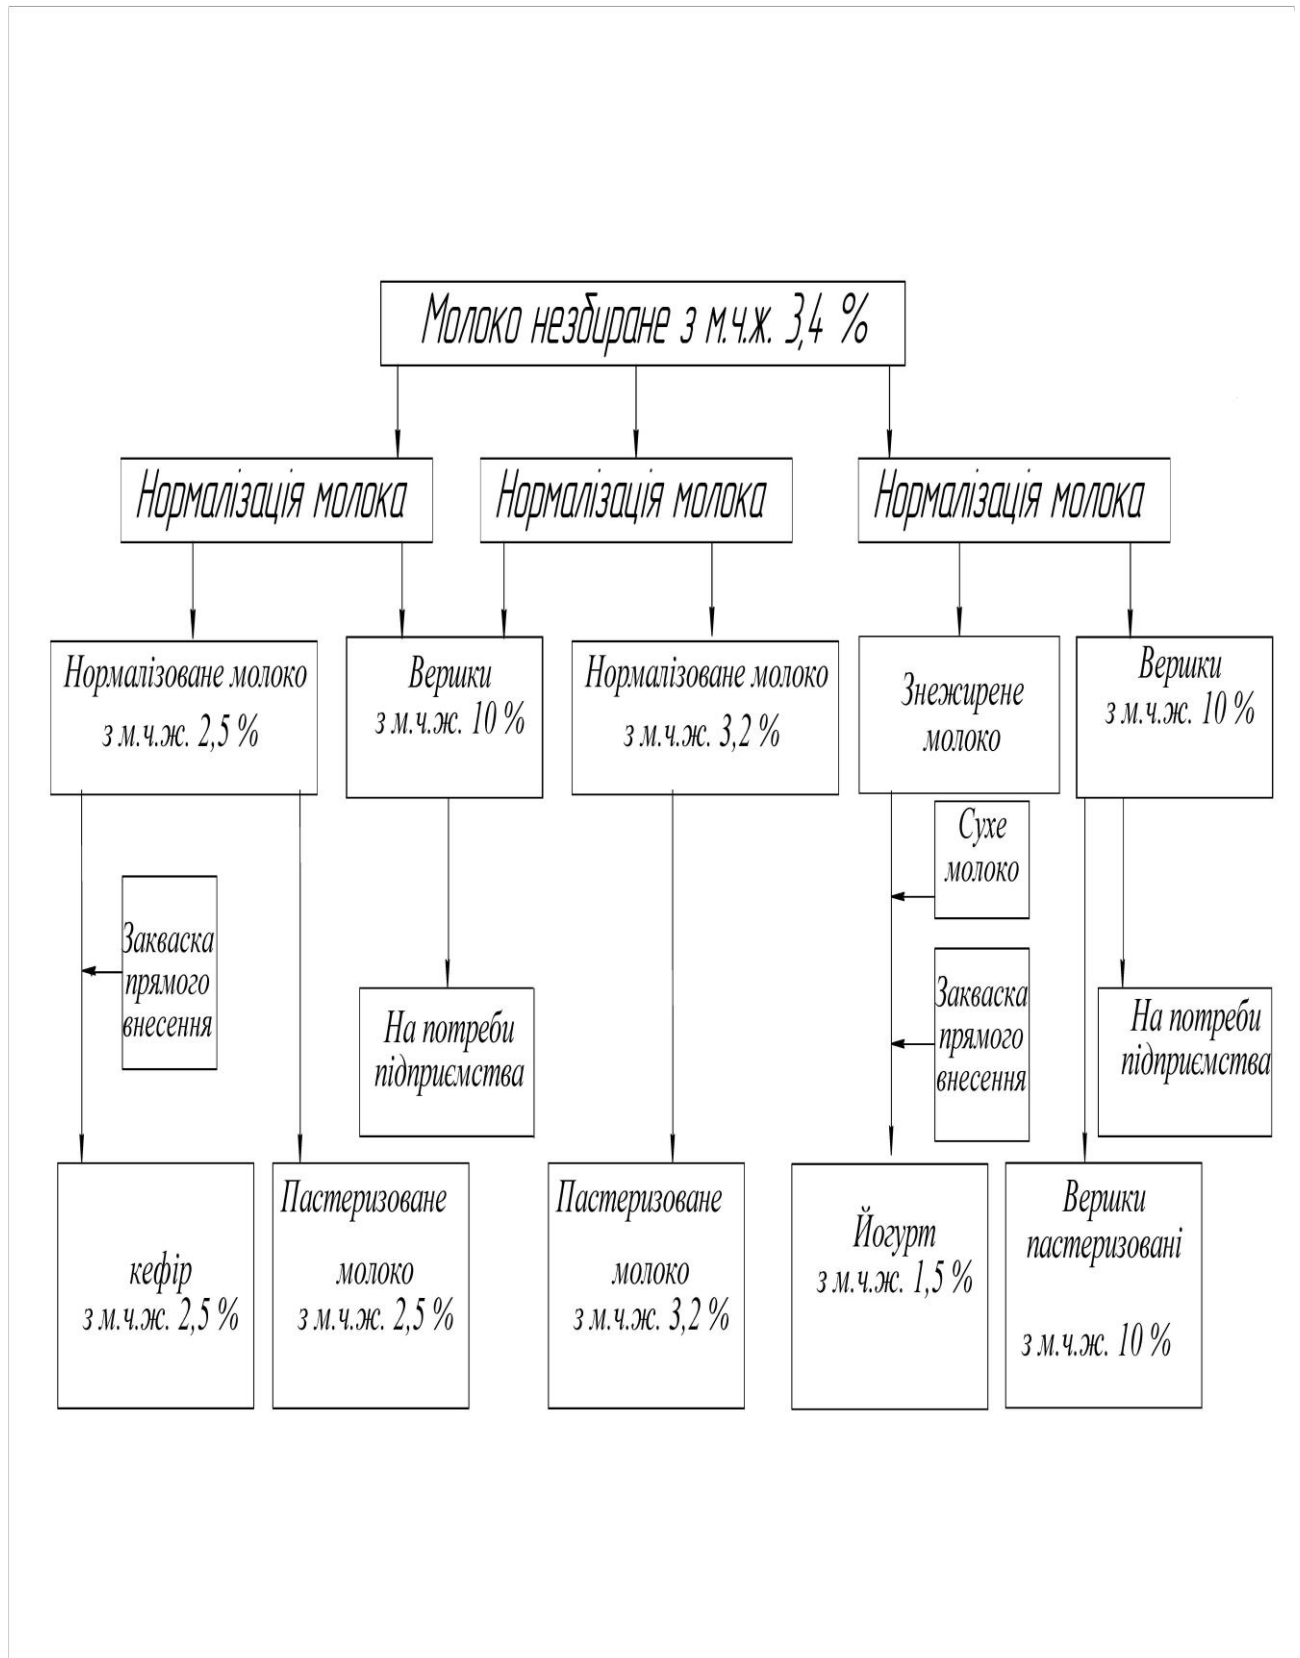 Молоко незбиране з м.ч.ж. 3,4 %
Нормалізація молока
Нормалізація молока
Нормалізація молока
Нормалізоване молоко
з м.ч.ж. 2,5 %
Вершки
з м.ч.ж. 10 %
Нормалізоване молоко
з м.ч.ж. 3,2 %
Знежирене
молоко
Вершки
з м.ч.ж. 10 %
Сухе
молоко
Закваска
прямого
внесення
Закваска
прямого
внесення
На потреби
підприємства
На потреби
підприємства
кефір
з м.ч.ж. 2,5 %
Пастеризоване
молоко
з м.ч.ж. 2,5 %
Пастеризоване
молоко
з м.ч.ж. 3,2 %
Йогурт
з м.ч.ж. 1,5 %
Вершки
пастеризовані
з м.ч.ж. 10 %